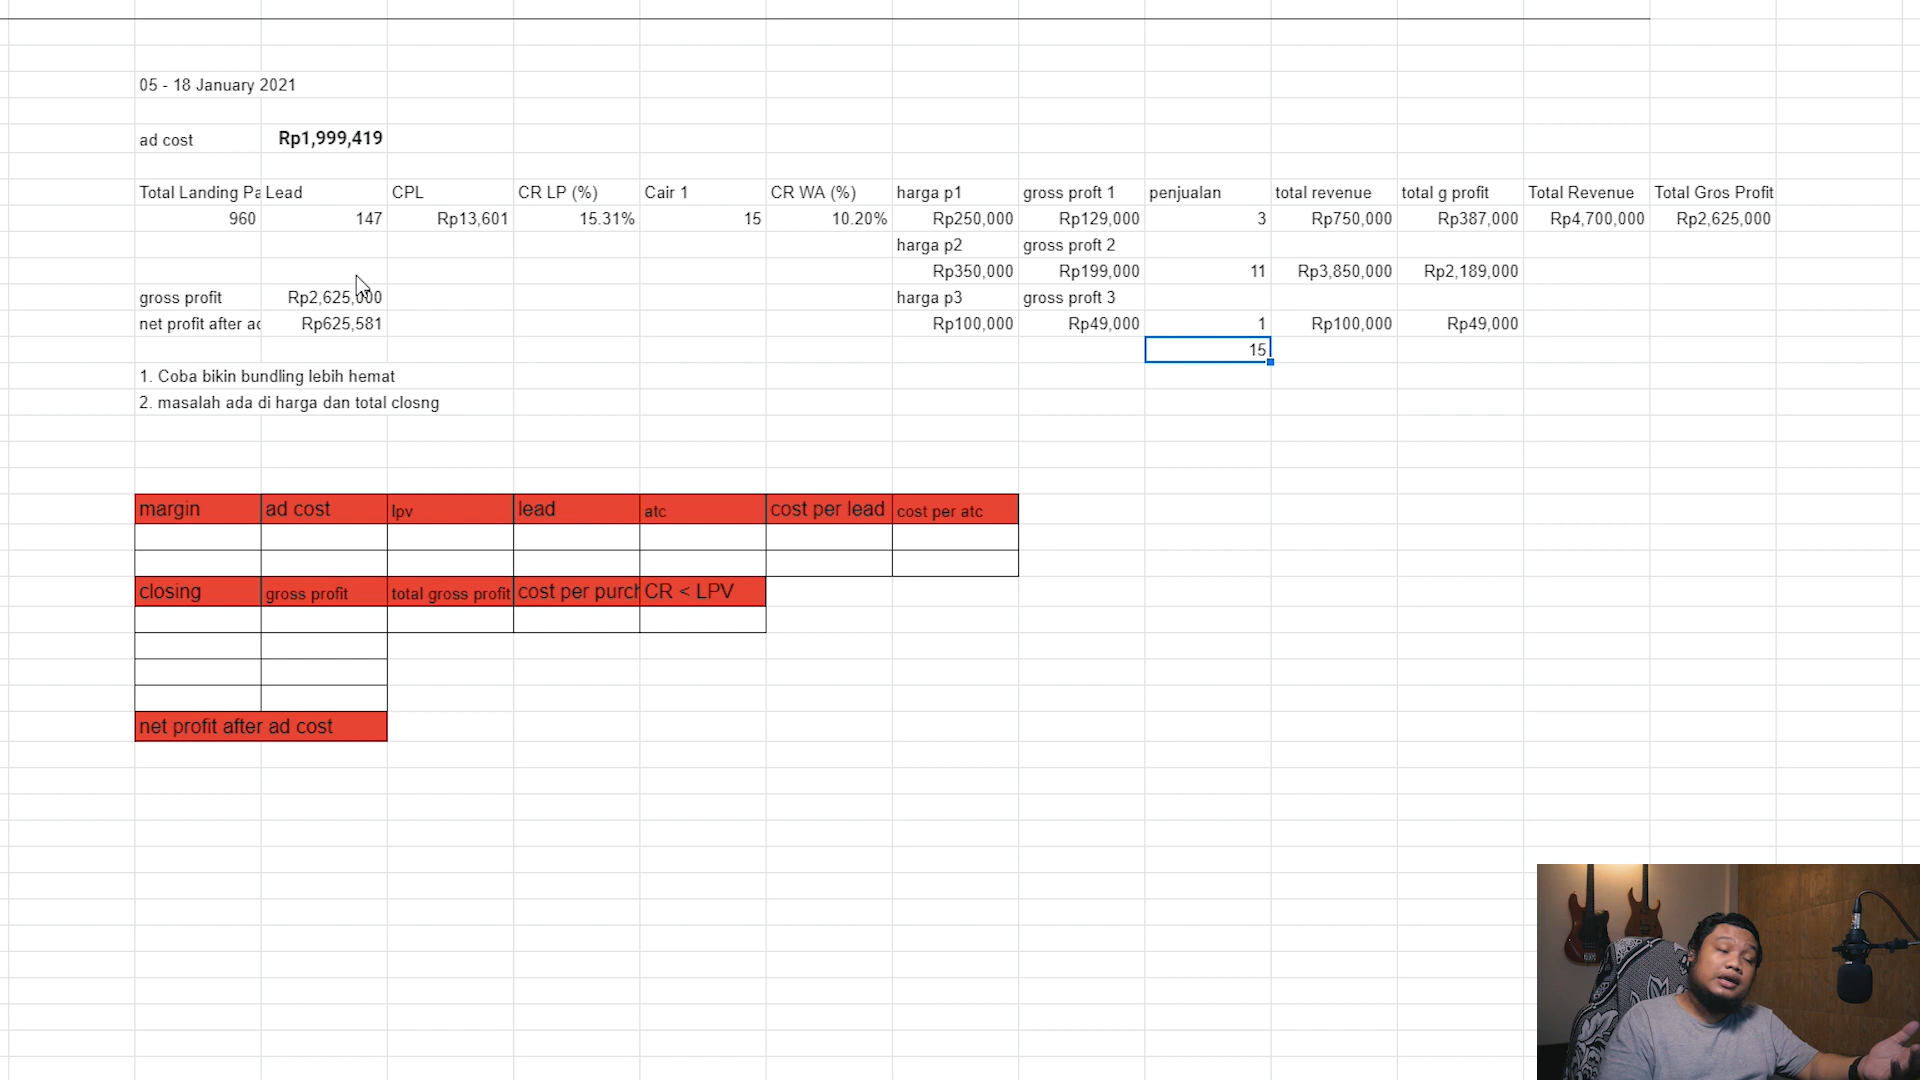 05 - 18 January 2021
ad cost Rp1,999,419
Total Landing Pa Lead CPL CR LP (%) Cair 1 CR WA (%) harga p1 gross proft 1 penjualan total revenue total g profit Total Revenue Total Gros Profit
960 147 Rp13,601 15.31% 15 10.20% Rp250,000 Rp129,000 3 Rp750,000 Rp387,000 Rp4,700,000 Rp2,625,000
harga p2 gross proft 2
Rp350,000 Rp199,000 11 Rp3,850,000 Rp2,189,000
gross profit Rp2,625,000 harga p3 gross proft 3
net profit after ad Rp625,581 Rp100,000 Rp49,000 1 Rp100,000 Rp49,000
15
1. Coba bikin bundling lebih hemat
2. masalah ada di harga dan total closng
margin ad cost lpv lead atc cost per lead cost per atc
closing gross profit total gross profit cost per purch CR < LPV
net profit after ad cost